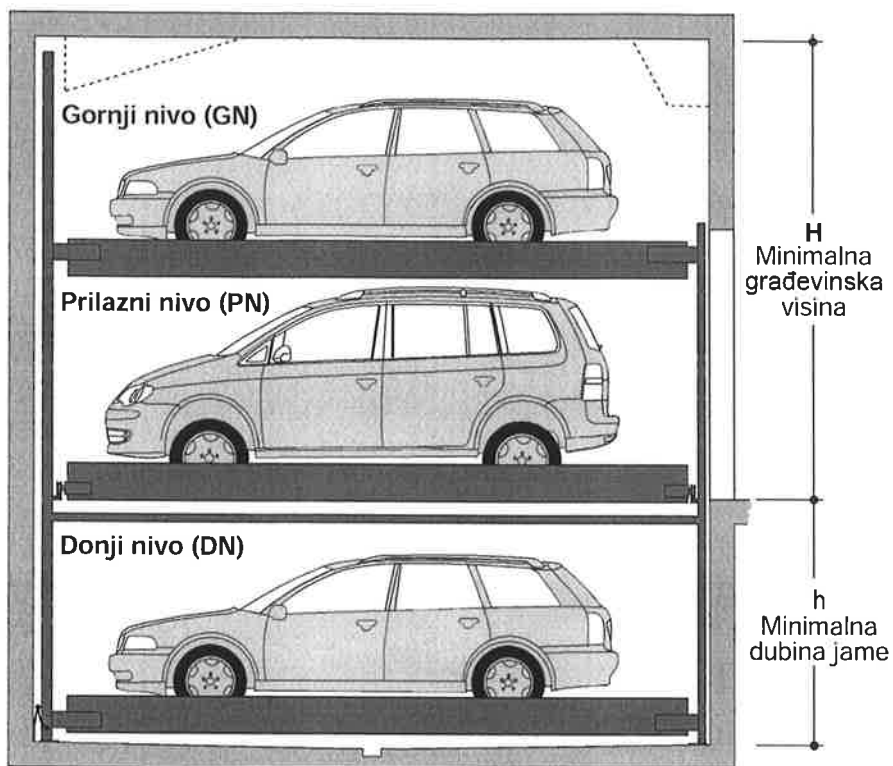 Gornji nivo (GN)
H
Minimalna
građevinska
visina
Prilazni nivo (PN)
Donji nivo (DN)
h
Minimalna
dubina jame